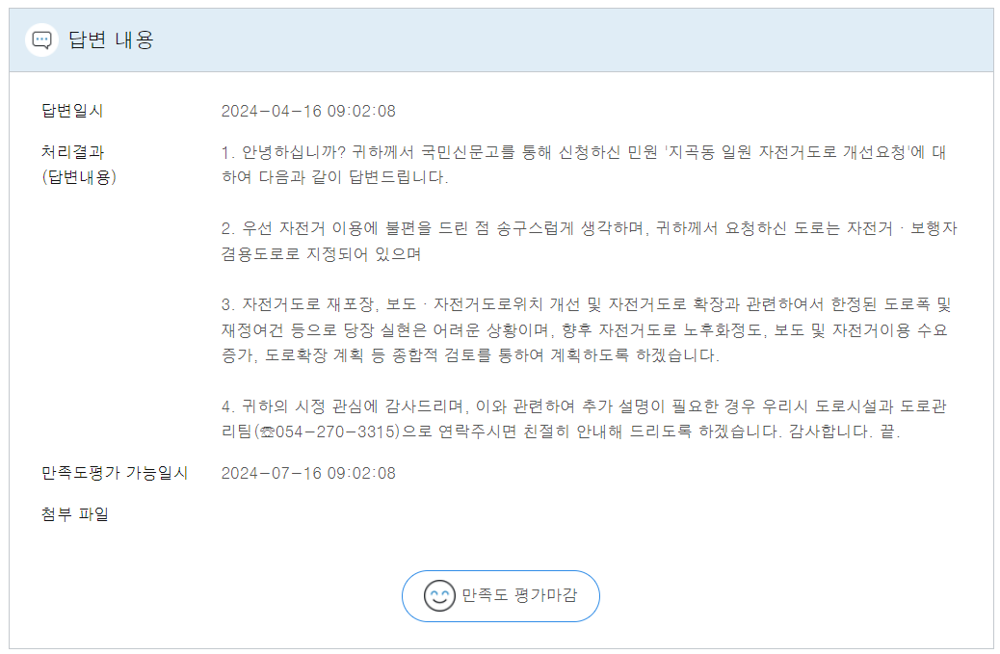 답변 내용
답변일시
2024-04-16 09:02:08
처리결과
(답변내용)
1. 안녕하십니까? 귀하께서 국민신문고를 통해 신청하신 민원 '지곡동 일원 자전거도로 개선요청'에 대
하여 다음과 같이 답변드립니다.
2. 우선 자전거 이용에 불편을 드린 점 송구스럽게 생각하며, 귀하께서 요청하신 도로는 자전거ㆍ보행자
겸용도로로 지정되어 있으며
3. 자전거도로 재포장, 보도ㆍ자전거도로위치 개선 및 자전거도로 확장과 관련하여서 한정된 도로폭 및
재정여건 등으로 당장 실현은 어려운 상황이며, 향후 자전거도로 노후화정도, 보도 및 자전거이용 수요
증가, 도로확장 계획 등 종합적 검토를 통하여 계획하도록 하겠습니다.
4. 귀하의 시정 관심에 감사드리며, 이와 관련하여 추가 설명이 필요한 경우 우리시 도로시설과 도로관
리팀(☏054-270-3315)으로 연락주시면 친절히 안내해 드리도록 하겠습니다. 감사합니다. 끝.
만족도평가 가능일시
2024-07-16 09:02:08
첨부 파일
만족도 평가마감